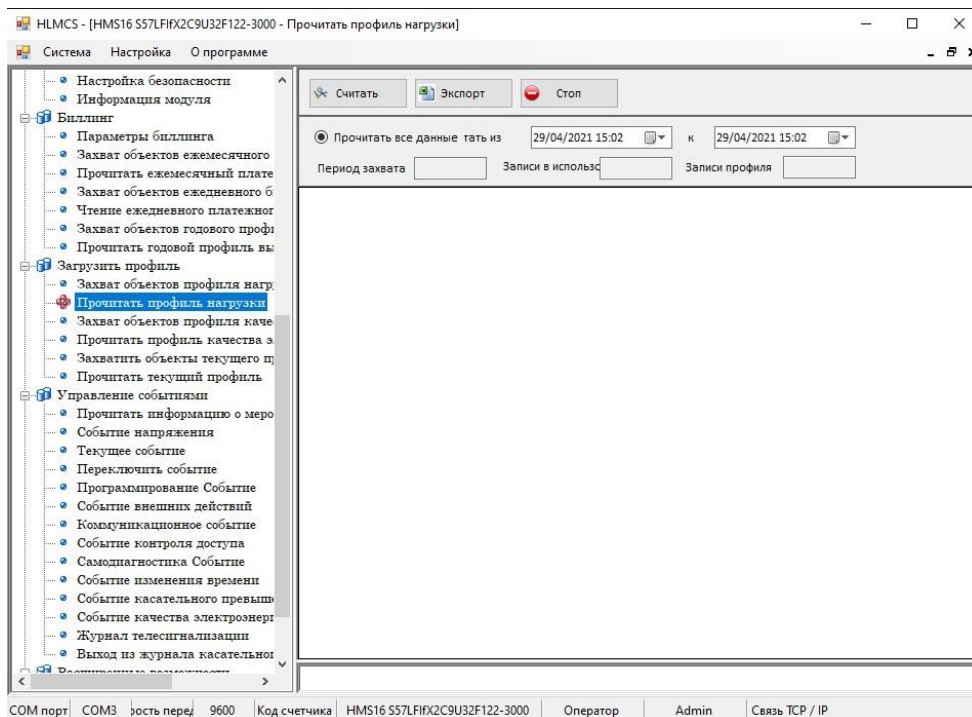 HLMCS - [HMS16 S57LFIfX2C9U32F122-3000 - Прочитать профиль нагрузки]
Система Настройка О программе
Настройка безопасности
Информация модуля
Биллинг
Параметры биллинга
Захват объектов ежемесячного
Прочитать ежемесячный плате
Захват объектов ежедневного б
Чтение ежедневного платежног
Захват объектов годового профи
Прочитать годовой профиль вы
Загрузить профиль
Захват объектов профиля нагр
Прочитать профиль нагрузки
Захват объектов профиля каче
Прочитать профиль качества э
Захватить объекты текущего п
Прочитать текущий профиль
Управление событиями
Прочитать информацию о меро
Событие напряжения
Текущее событие
Переключить событие
Программирование Событие
Событие внешних действий
Коммуникационное событие
Событие контроля доступа
Самодиагностика Событие
Событие изменения времени
Событие касательного превыш
Событие качества электроэнер
Журнал телесигнализации
Выход из журнала касательног
Расширенные возможности
Считать Экспорт Стоп
Прочитать все данные тать из 29/04/2021 15:02 к 29/04/2021 15:02
Период захвата Записи в использо Записи профиля
COM порт COM3 рость перед 9600 Код счетчика HMS16 S57LFIfX2C9U32F122-3000 Оператор Admin Связь TCP / IP